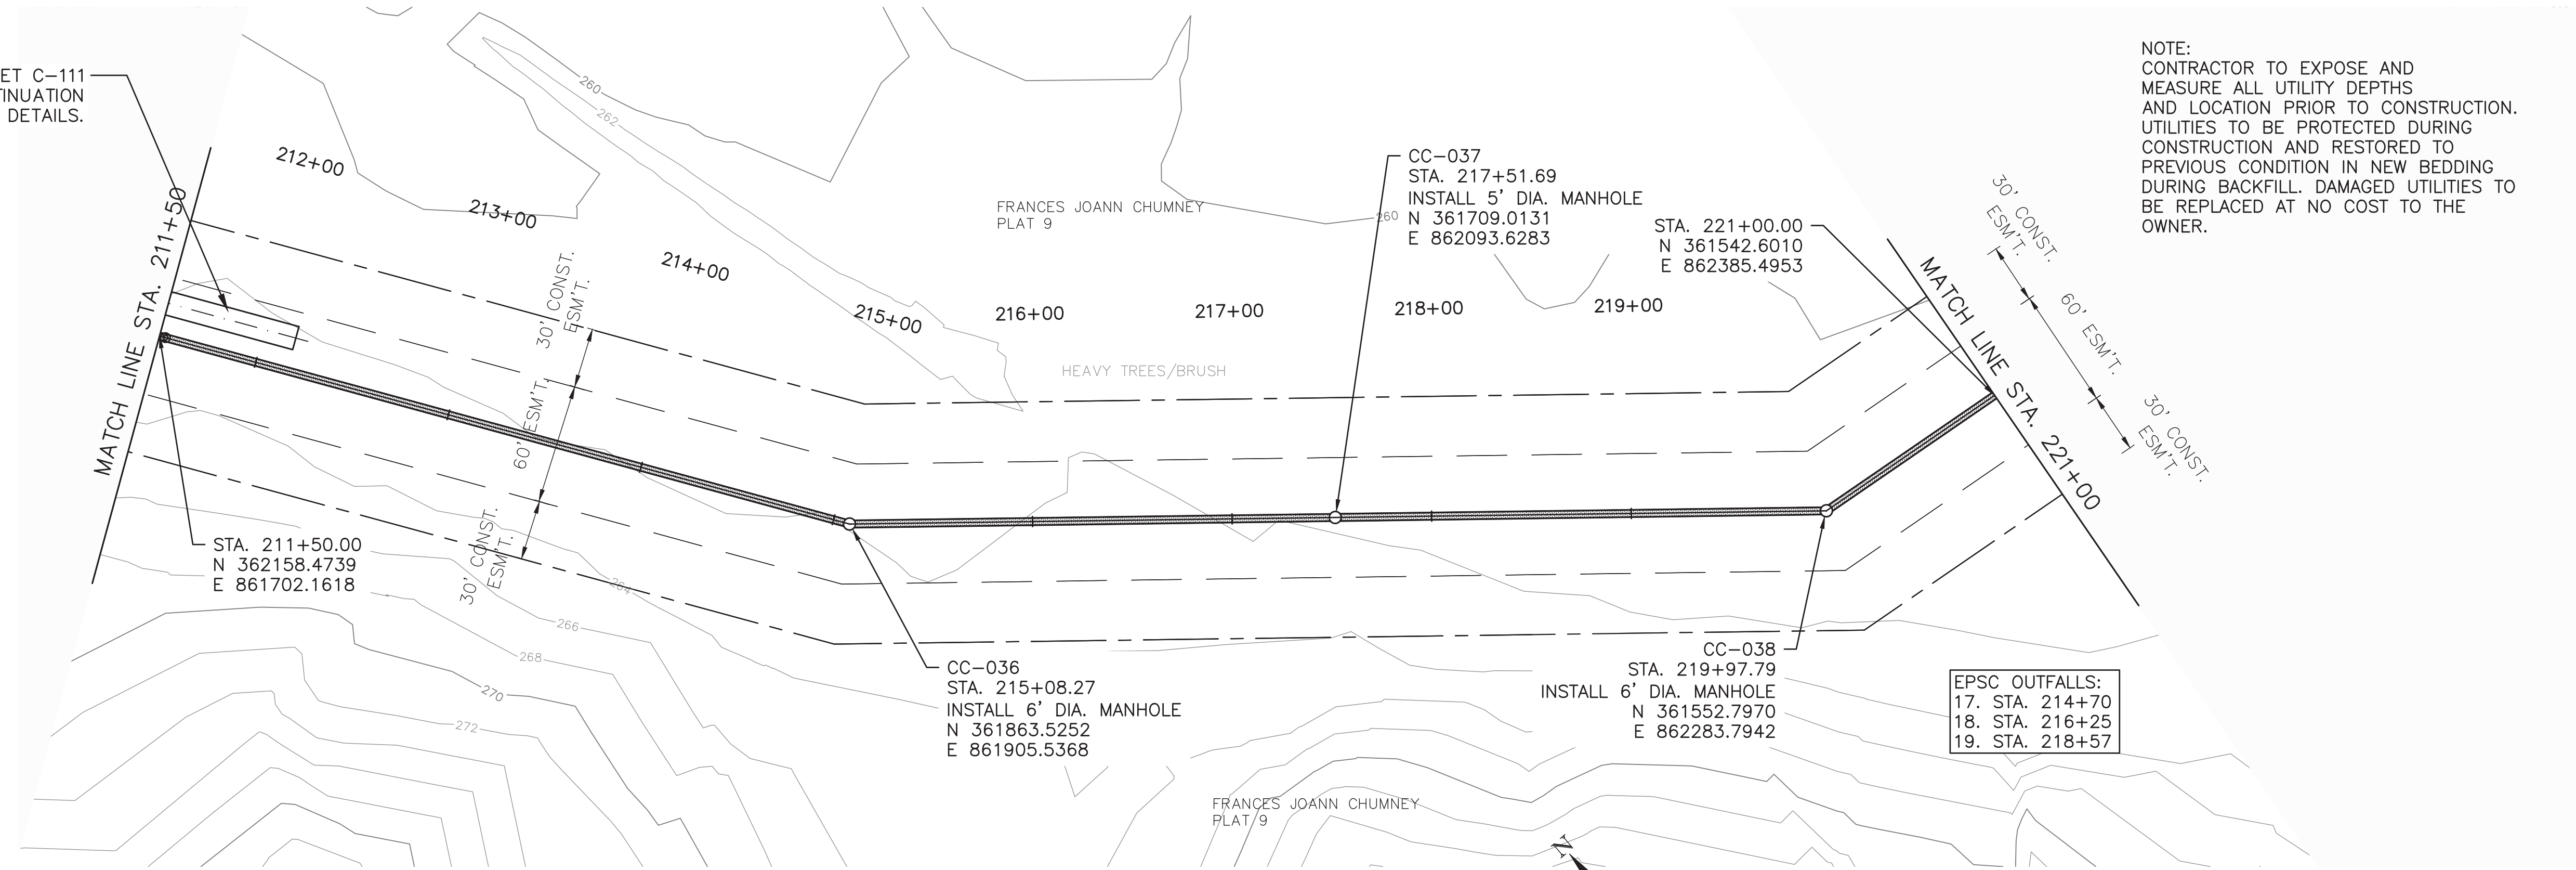 ET C-111
TINUATION
DETAILS.
MATCH LINE STA. 211+50
212+00
213+00
214+00
215+00
216+00
217+00
218+00
219+00
260
262
30' CONST.
ESM'T.
60' ESM'T.
30' CONST.
ESM'T.
STA. 211+50.00
N 362158.4739
E 861702.1618
264
266
268
270
272
FRANCES JOANN CHUMNEY
PLAT 9
HEAVY TREES/BRUSH
260
CC-037
STA. 217+51.69
INSTALL 5' DIA. MANHOLE
N 361709.0131
E 862093.6283
STA. 221+00.00
N 361542.6010
E 862385.4953
CC-036
STA. 215+08.27
INSTALL 6' DIA. MANHOLE
N 361863.5252
E 861905.5368
CC-038
STA. 219+97.79
INSTALL 6' DIA. MANHOLE
N 361552.7970
E 862283.7942
FRANCES JOANN CHUMNEY
PLAT 9
N
MATCH LINE STA. 221+00
30' CONST.
ESM'T.
60' ESM'T.
30' CONST.
ESM'T.
NOTE:
CONTRACTOR TO EXPOSE AND
MEASURE ALL UTILITY DEPTHS
AND LOCATION PRIOR TO CONSTRUCTION.
UTILITIES TO BE PROTECTED DURING
CONSTRUCTION AND RESTORED TO
PREVIOUS CONDITION IN NEW BEDDING
DURING BACKFILL. DAMAGED UTILITIES TO
BE REPLACED AT NO COST TO THE
OWNER.
EPSC OUTFALLS:
17. STA. 214+70
18. STA. 216+25
19. STA. 218+57